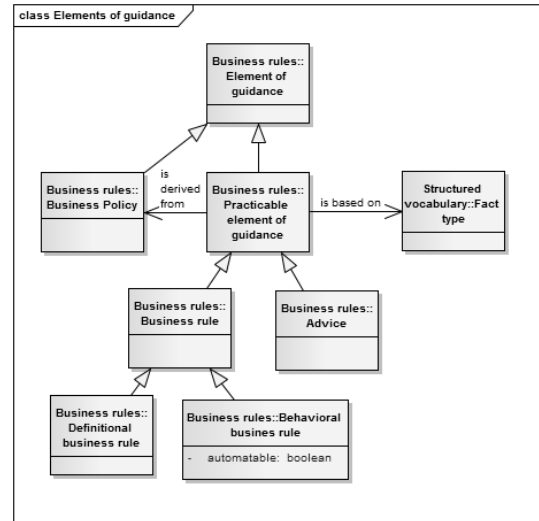 class Elements of guidance
Business rules::
Element of
guidance
is
derived
from
Business rules::
Business Policy
Business rules::
Practicable
element of
guidance
is based on
Structured
vocabulary::Fact
type
Business rules::
Business rule
Business rules::
Advice
Business rules::
Definitional
business rule
Business rules::Behavioral
busines rule
- automatable: boolean